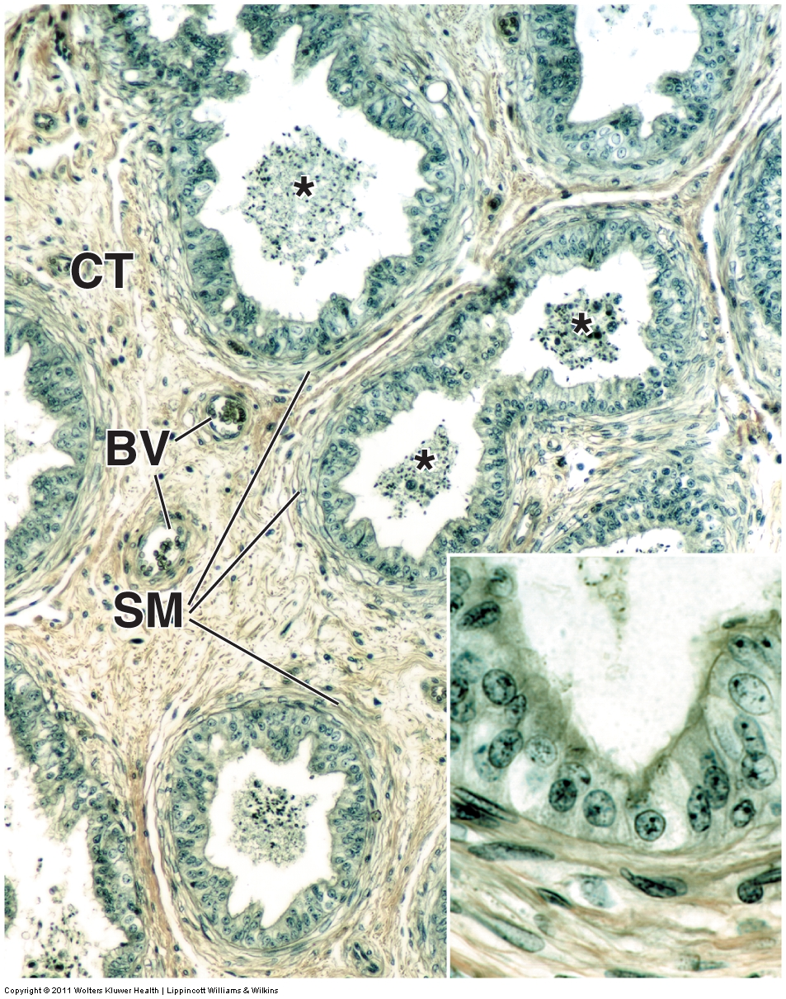 *
*
CT
BV
*
SM
Copyright © 2011 Wolters Kluwer Health | Lippincott Williams & Wilkins